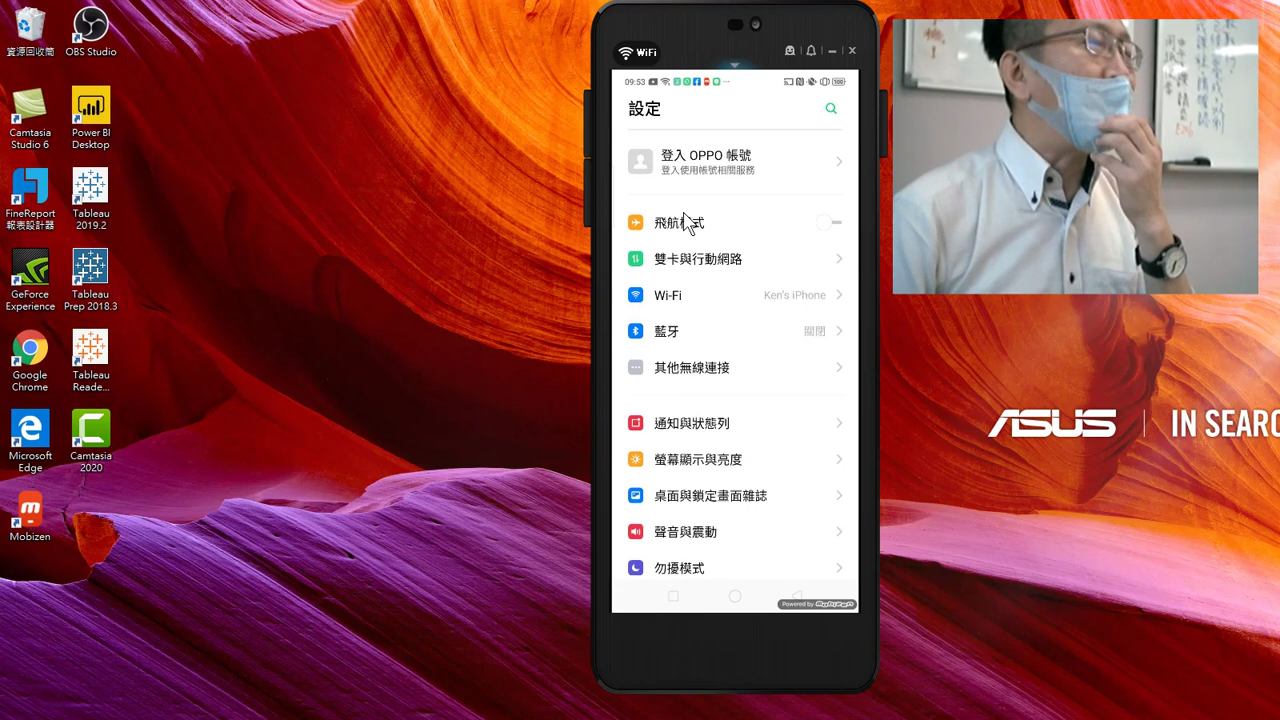 資源回收筒
OBS Studio
Camtasia
Studio 6
Power BI
Desktop
FineReport
報表設計器
Tableau
2019.2
GeForce
Experience
Tableau
Prep 2018.3
Google
Chrome
Tableau
Reade...
Microsoft
Edge
Camtasia
2020
Mobizen
WiFi
09:53
100
設定
登入 OPPO 帳號
登入使用帳號相關服務
飛航模式
雙卡與行動網路
Wi-Fi
Ken's iPhone
藍牙
關閉
其他無線連接
通知與狀態列
螢幕顯示與亮度
桌面與鎖定畫面雜誌
聲音與震動
勿擾模式
Powered by
ASUS
IN SEARC